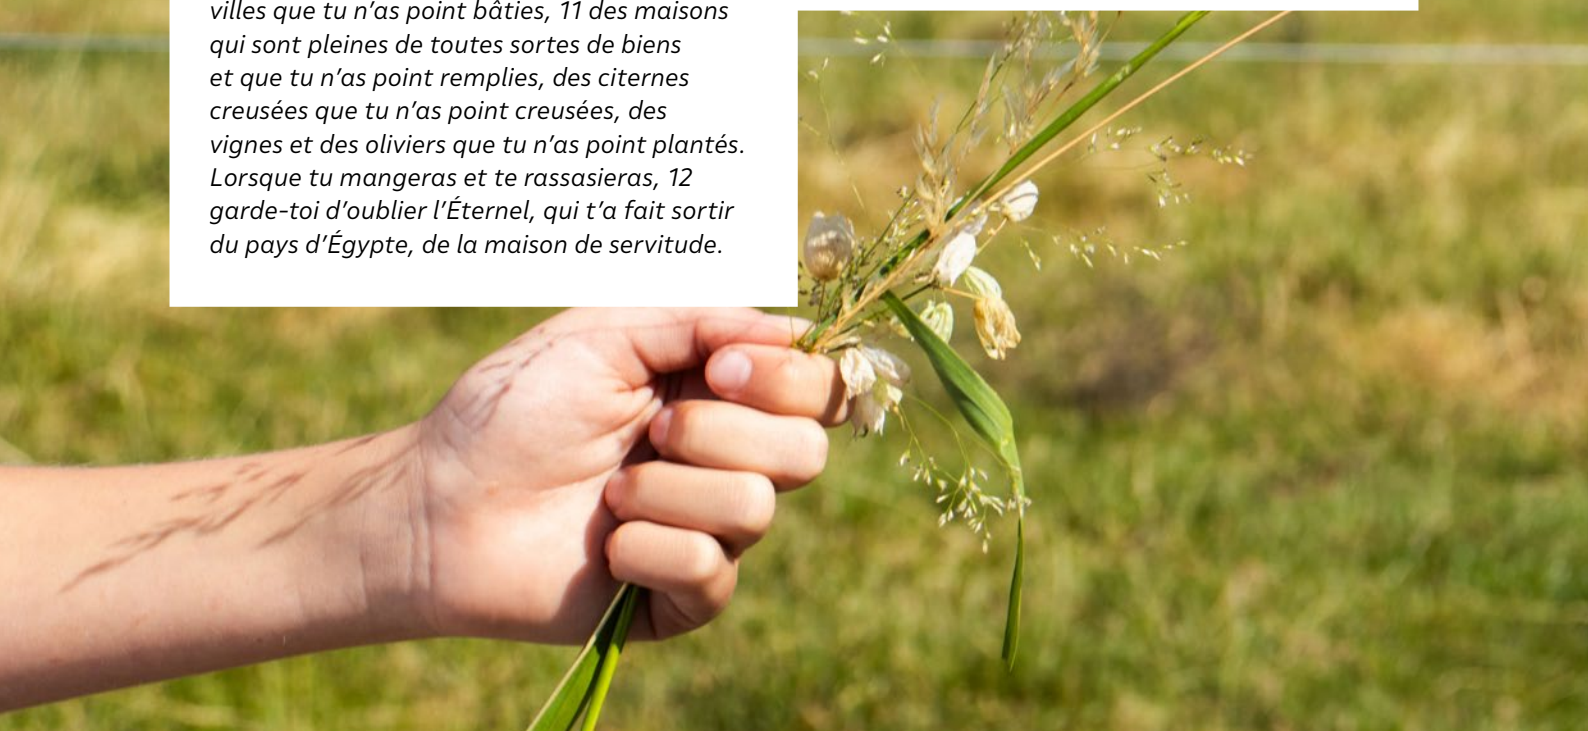 villes que tu n’as point bâties, 11 des maisons
qui sont pleines de toutes sortes de biens
et que tu n’as point remplies, des citernes
creusées que tu n’as point creusées, des
vignes et des oliviers que tu n’as point plantés.
Lorsque tu mangeras et te rassasieras, 12
garde-toi d’oublier l’Éternel, qui t’a fait sortir
du pays d’Égypte, de la maison de servitude.